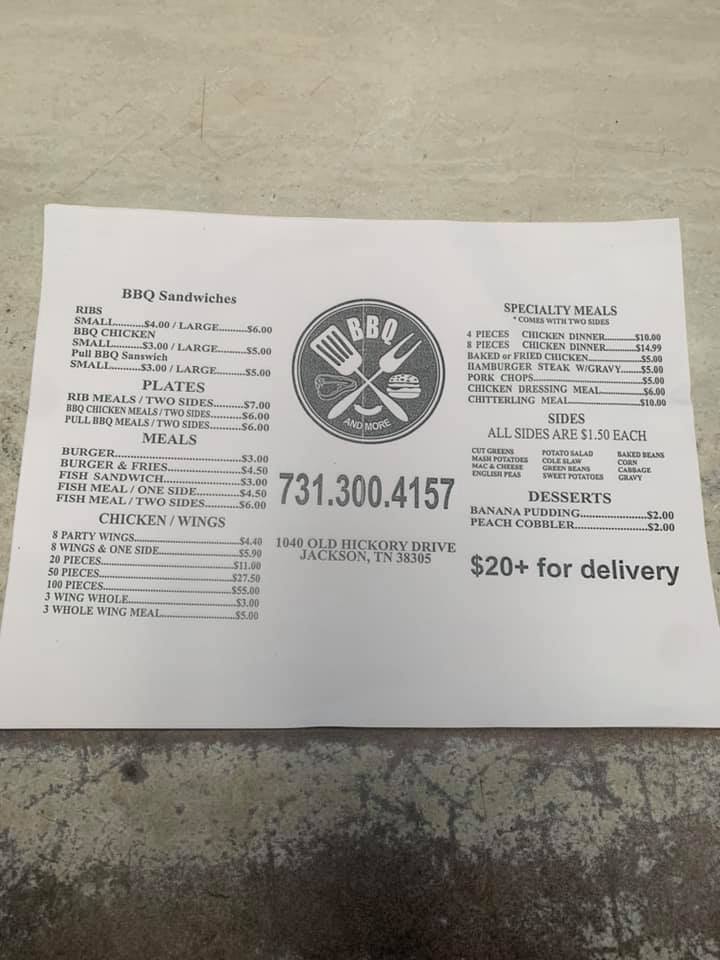 BBQ Sandwiches
RIBS
SMALL..........$4.00 / LARGE.........$6.00
BBQ CHICKEN
SMALL.........$3.00 / LARGE.........$5.00
Pull BBQ Sanswich
SMALL.........$3.00 / LARGE.........$5.00
PLATES
RIB MEALS / TWO SIDES.........$7.00
BBQ CHICKEN MEALS / TWO SIDES.........$6.00
PULL BBQ MEALS / TWO SIDES.........$6.00
MEALS
BURGER.........$3.00
BURGER & FRIES.........$4.50
FISH SANDWICH.........$3.00
FISH MEAL / ONE SIDE.........$4.50
FISH MEAL / TWO SIDES.........$6.00
CHICKEN / WINGS
8 PARTY WINGS.........$4.40
8 WINGS & ONE SIDE.........$5.90
20 PIECES.........$11.00
50 PIECES.........$27.50
100 PIECES.........$55.00
3 WING WHOLE.........$3.00
3 WHOLE WING MEAL.........$5.00
BBQ
AND MORE
731.300.4157
1040 OLD HICKORY DRIVE
JACKSON, TN 38305
SPECIALTY MEALS
* COMES WITH TWO SIDES
4 PIECES CHICKEN DINNER.........$10.00
8 PIECES CHICKEN DINNER.........$14.99
BAKED or FRIED CHICKEN.........$5.00
HAMBURGER STEAK W/GRAVY.........$5.00
PORK CHOPS.........$5.00
CHICKEN DRESSING MEAL.........$6.00
CHITTERLING MEAL.........$10.00
SIDES
ALL SIDES ARE $1.50 EACH
CUT GREENS POTATO SALAD BAKED BEANS
MASH POTATOES COLE SLAW CORN
MAC & CHEESE GREEN BEANS CABBAGE
ENGLISH PEAS SWEET POTATOES GRAVY
DESSERTS
BANANA PUDDING.........$2.00
PEACH COBBLER.........$2.00
$20+ for delivery